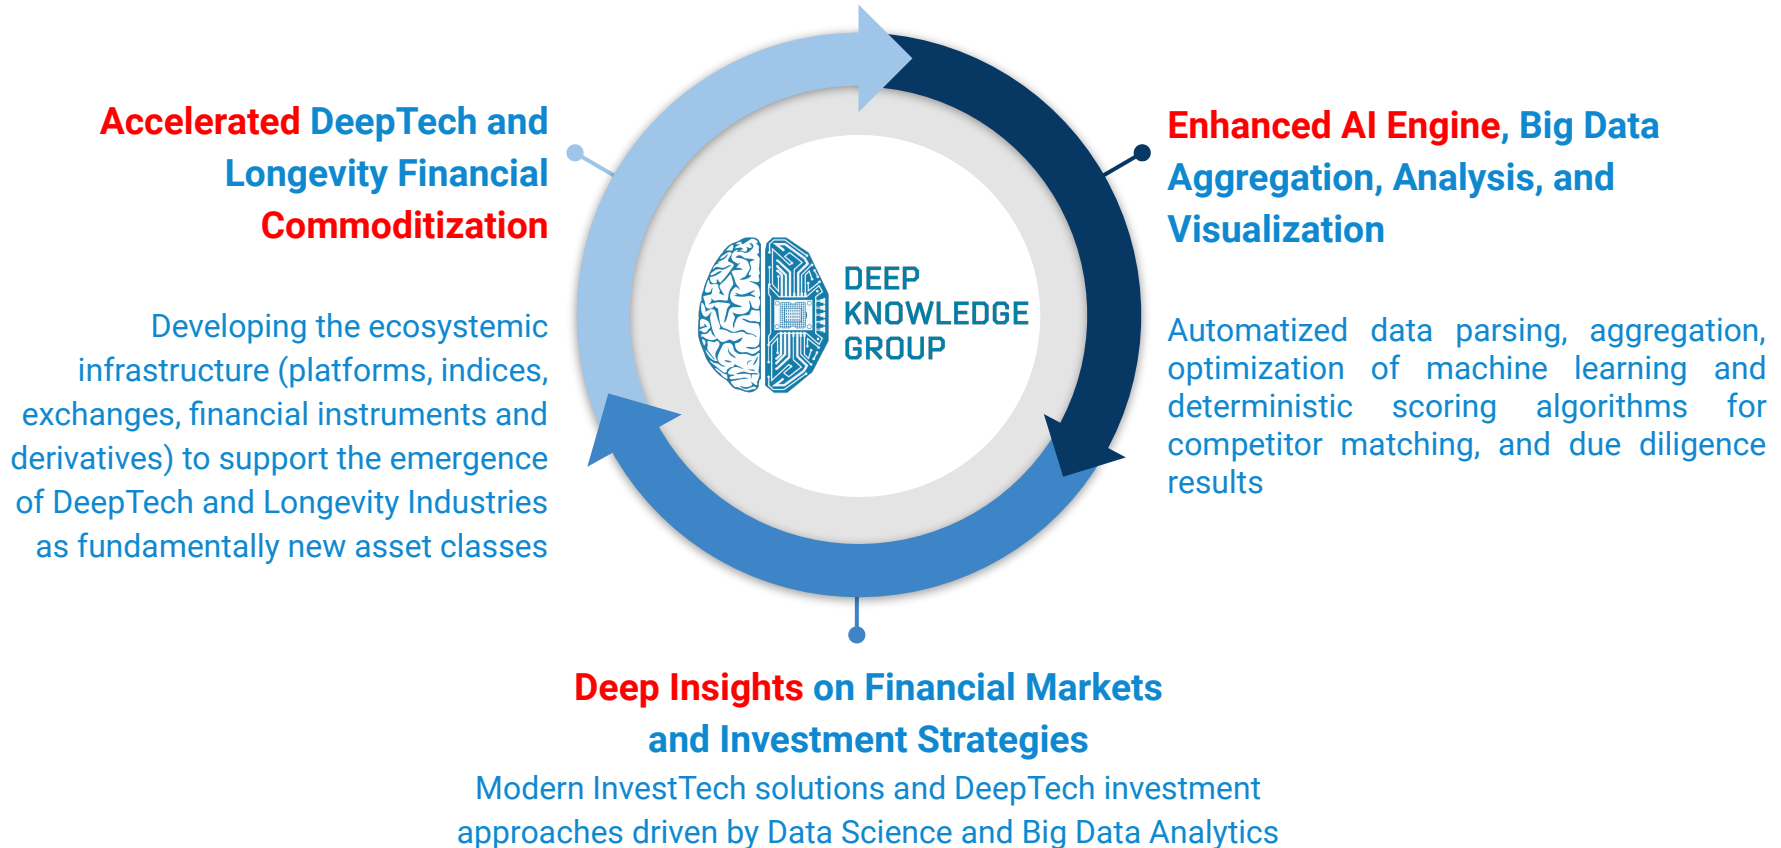 Accelerated DeepTech and
Longevity Financial
Commoditization
Developing the ecosystemic
infrastructure (platforms, indices,
exchanges, financial instruments and
derivatives) to support the emergence
of DeepTech and Longevity Industries
as fundamentally new asset classes
DEEP
KNOWLEDGE
GROUP
Enhanced AI Engine, Big Data
Aggregation, Analysis, and
Visualization
Automatized data parsing, aggregation,
optimization of machine learning and
deterministic scoring algorithms for
competitor matching, and due diligence
results
Deep Insights on Financial Markets
and Investment Strategies
Modern InvestTech solutions and DeepTech investment
approaches driven by Data Science and Big Data Analytics